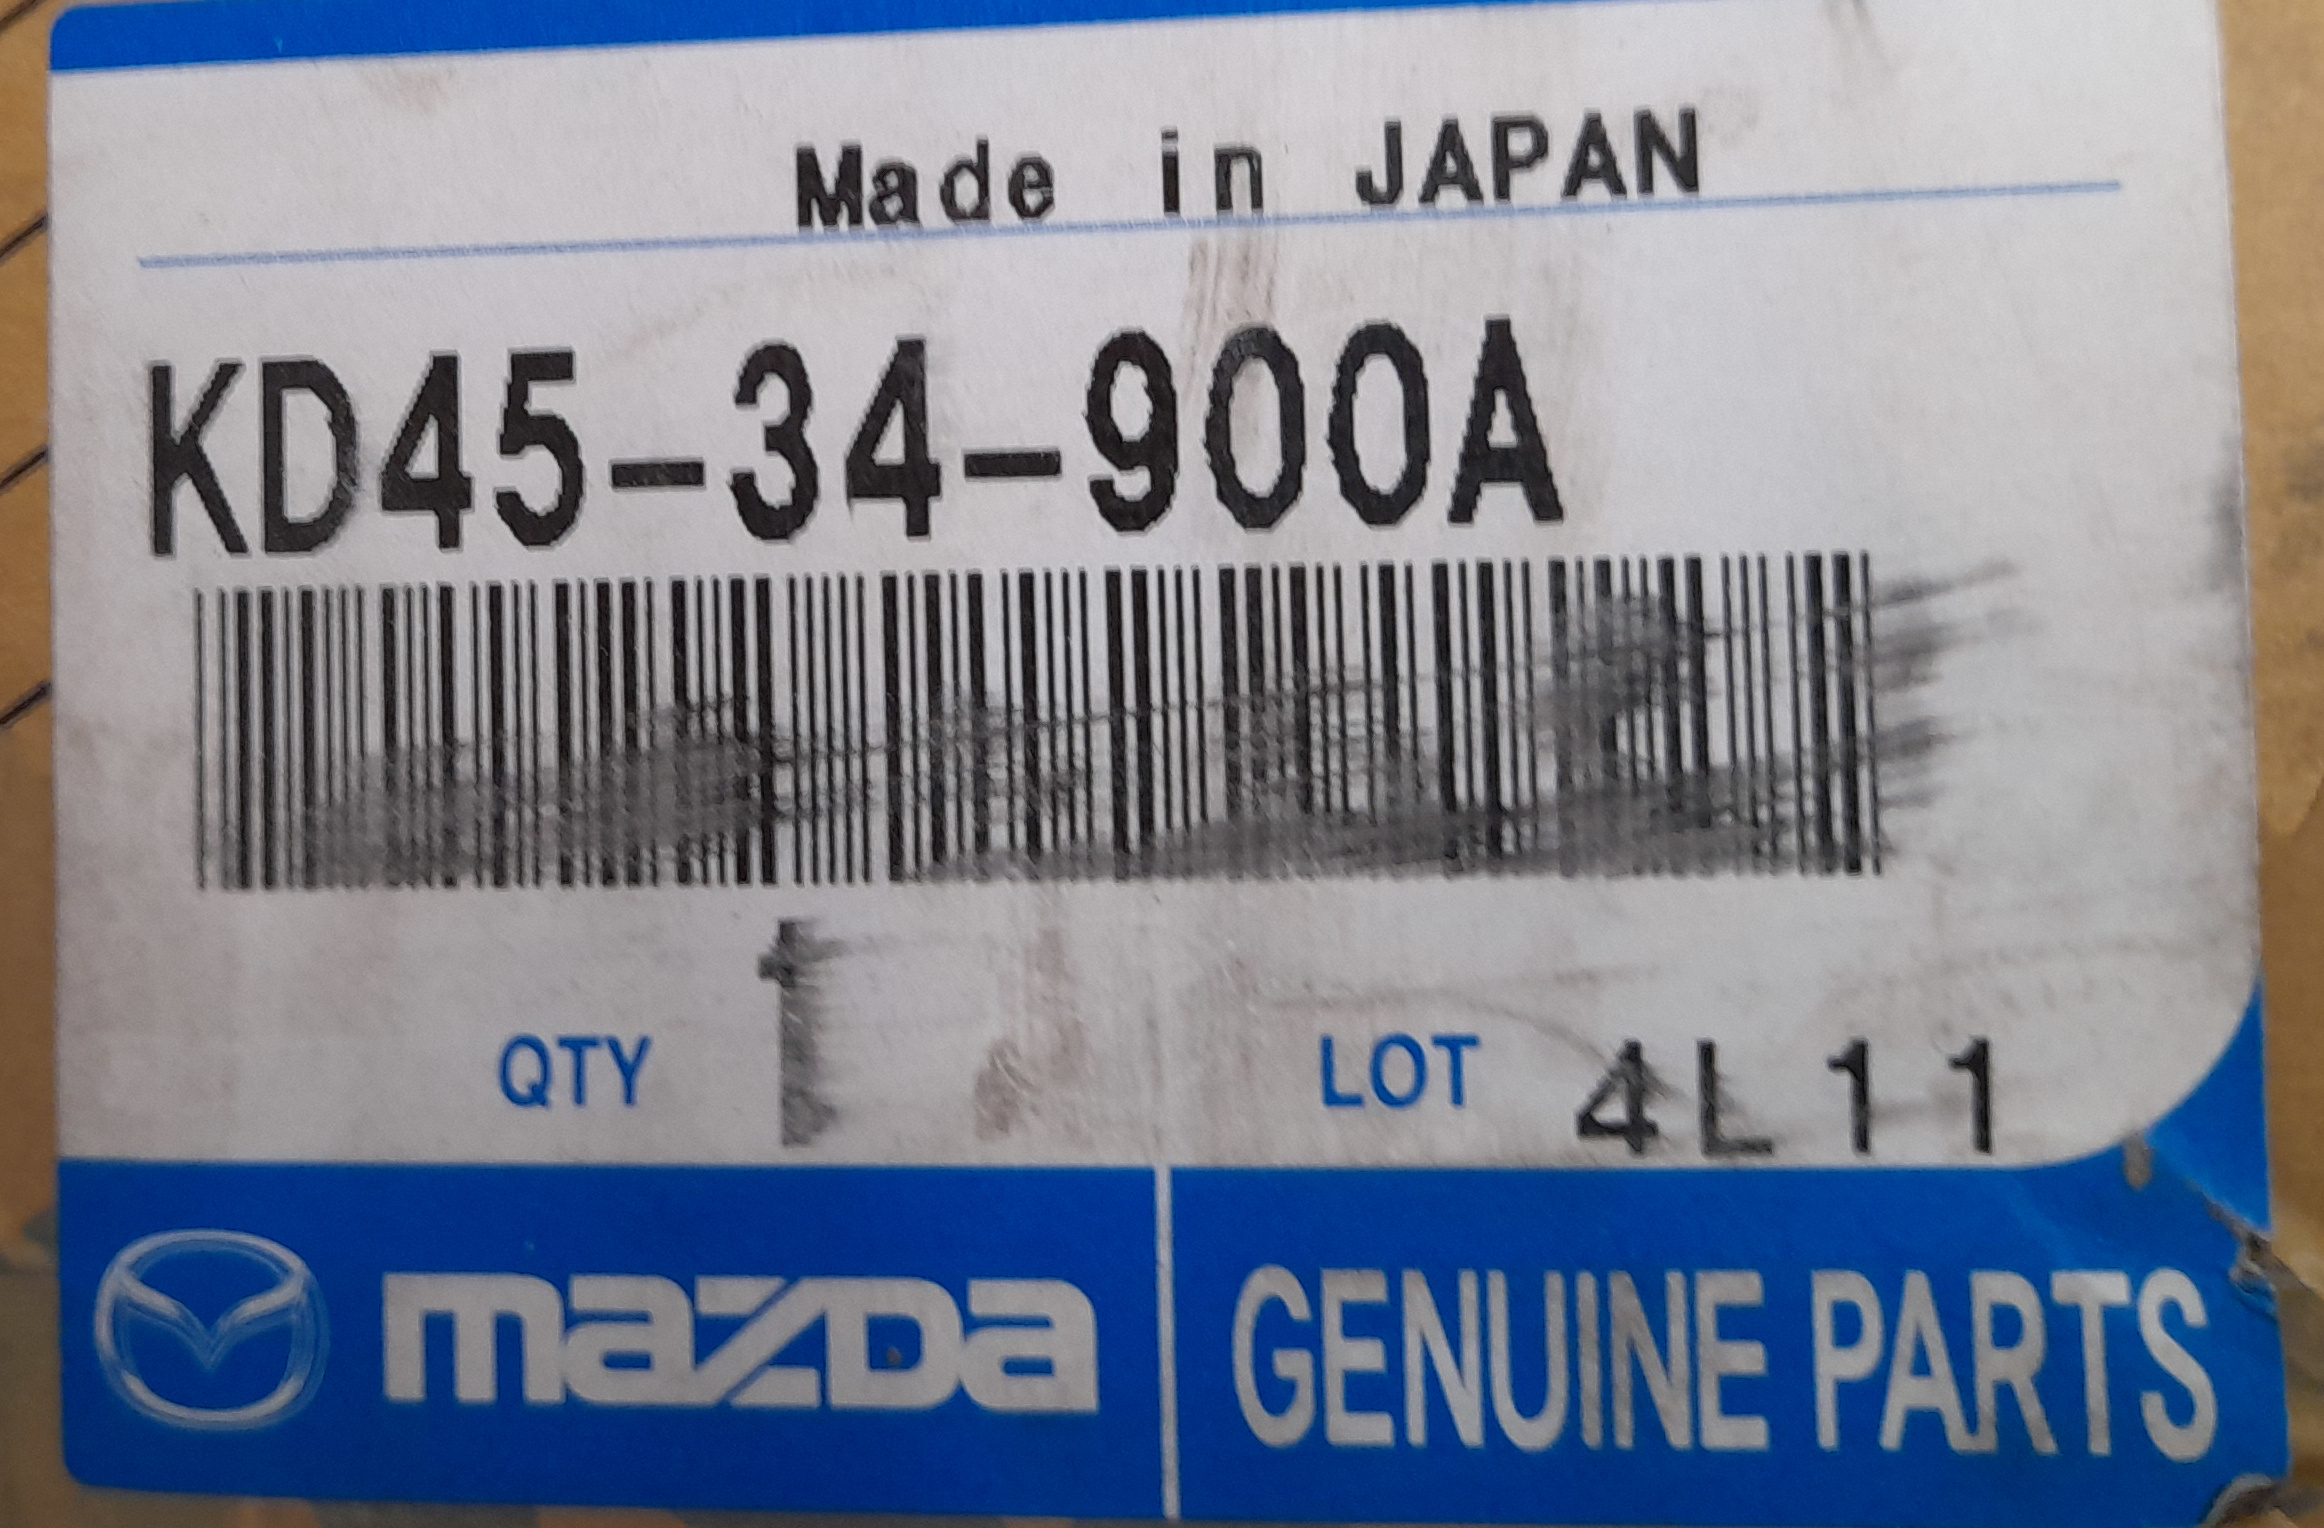 Made in JAPAN
KD45-34-900A
QTY 1 LOT 4L11
mazda GENUINE PARTS